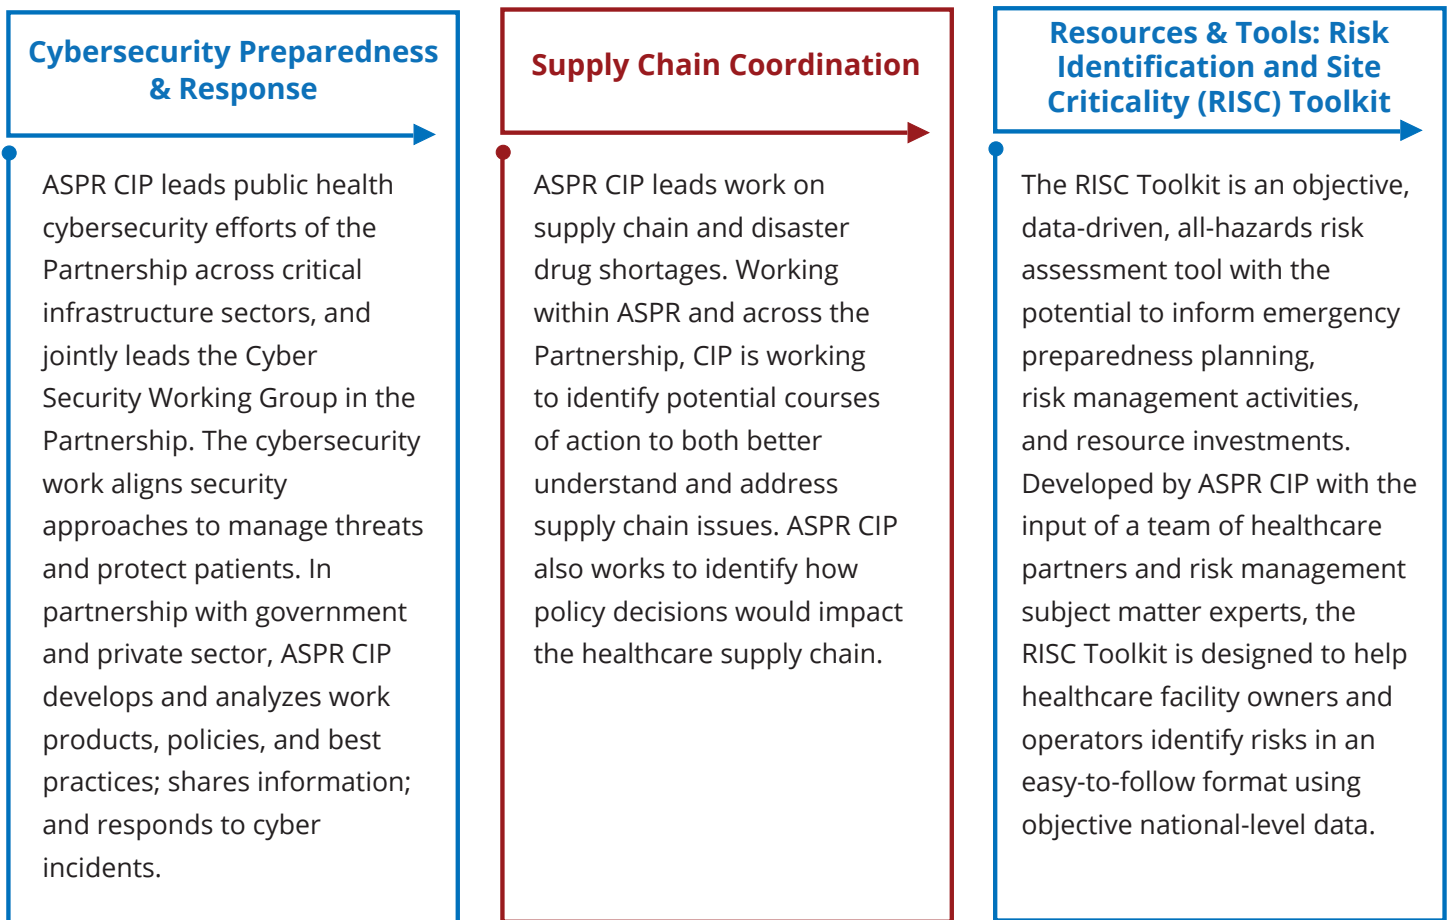 Cybersecurity Preparedness
& Response
ASPR CIP leads public health
cybersecurity efforts of the
Partnership across critical
infrastructure sectors, and
jointly leads the Cyber
Security Working Group in the
Partnership. The cybersecurity
work aligns security
approaches to manage threats
and protect patients. In
partnership with government
and private sector, ASPR CIP
develops and analyzes work
products, policies, and best
practices; shares information;
and responds to cyber
incidents.
Supply Chain Coordination
ASPR CIP leads work on
supply chain and disaster
drug shortages. Working
within ASPR and across the
Partnership, CIP is working
to identify potential courses
of action to both better
understand and address
supply chain issues. ASPR CIP
also works to identify how
policy decisions would impact
the healthcare supply chain.
Resources & Tools: Risk
Identification and Site
Criticality (RISC) Toolkit
The RISC Toolkit is an objective,
data-driven, all-hazards risk
assessment tool with the
potential to inform emergency
preparedness planning,
risk management activities,
and resource investments.
Developed by ASPR CIP with the
input of a team of healthcare
partners and risk management
subject matter experts, the
RISC Toolkit is designed to help
healthcare facility owners and
operators identify risks in an
easy-to-follow format using
objective national-level data.